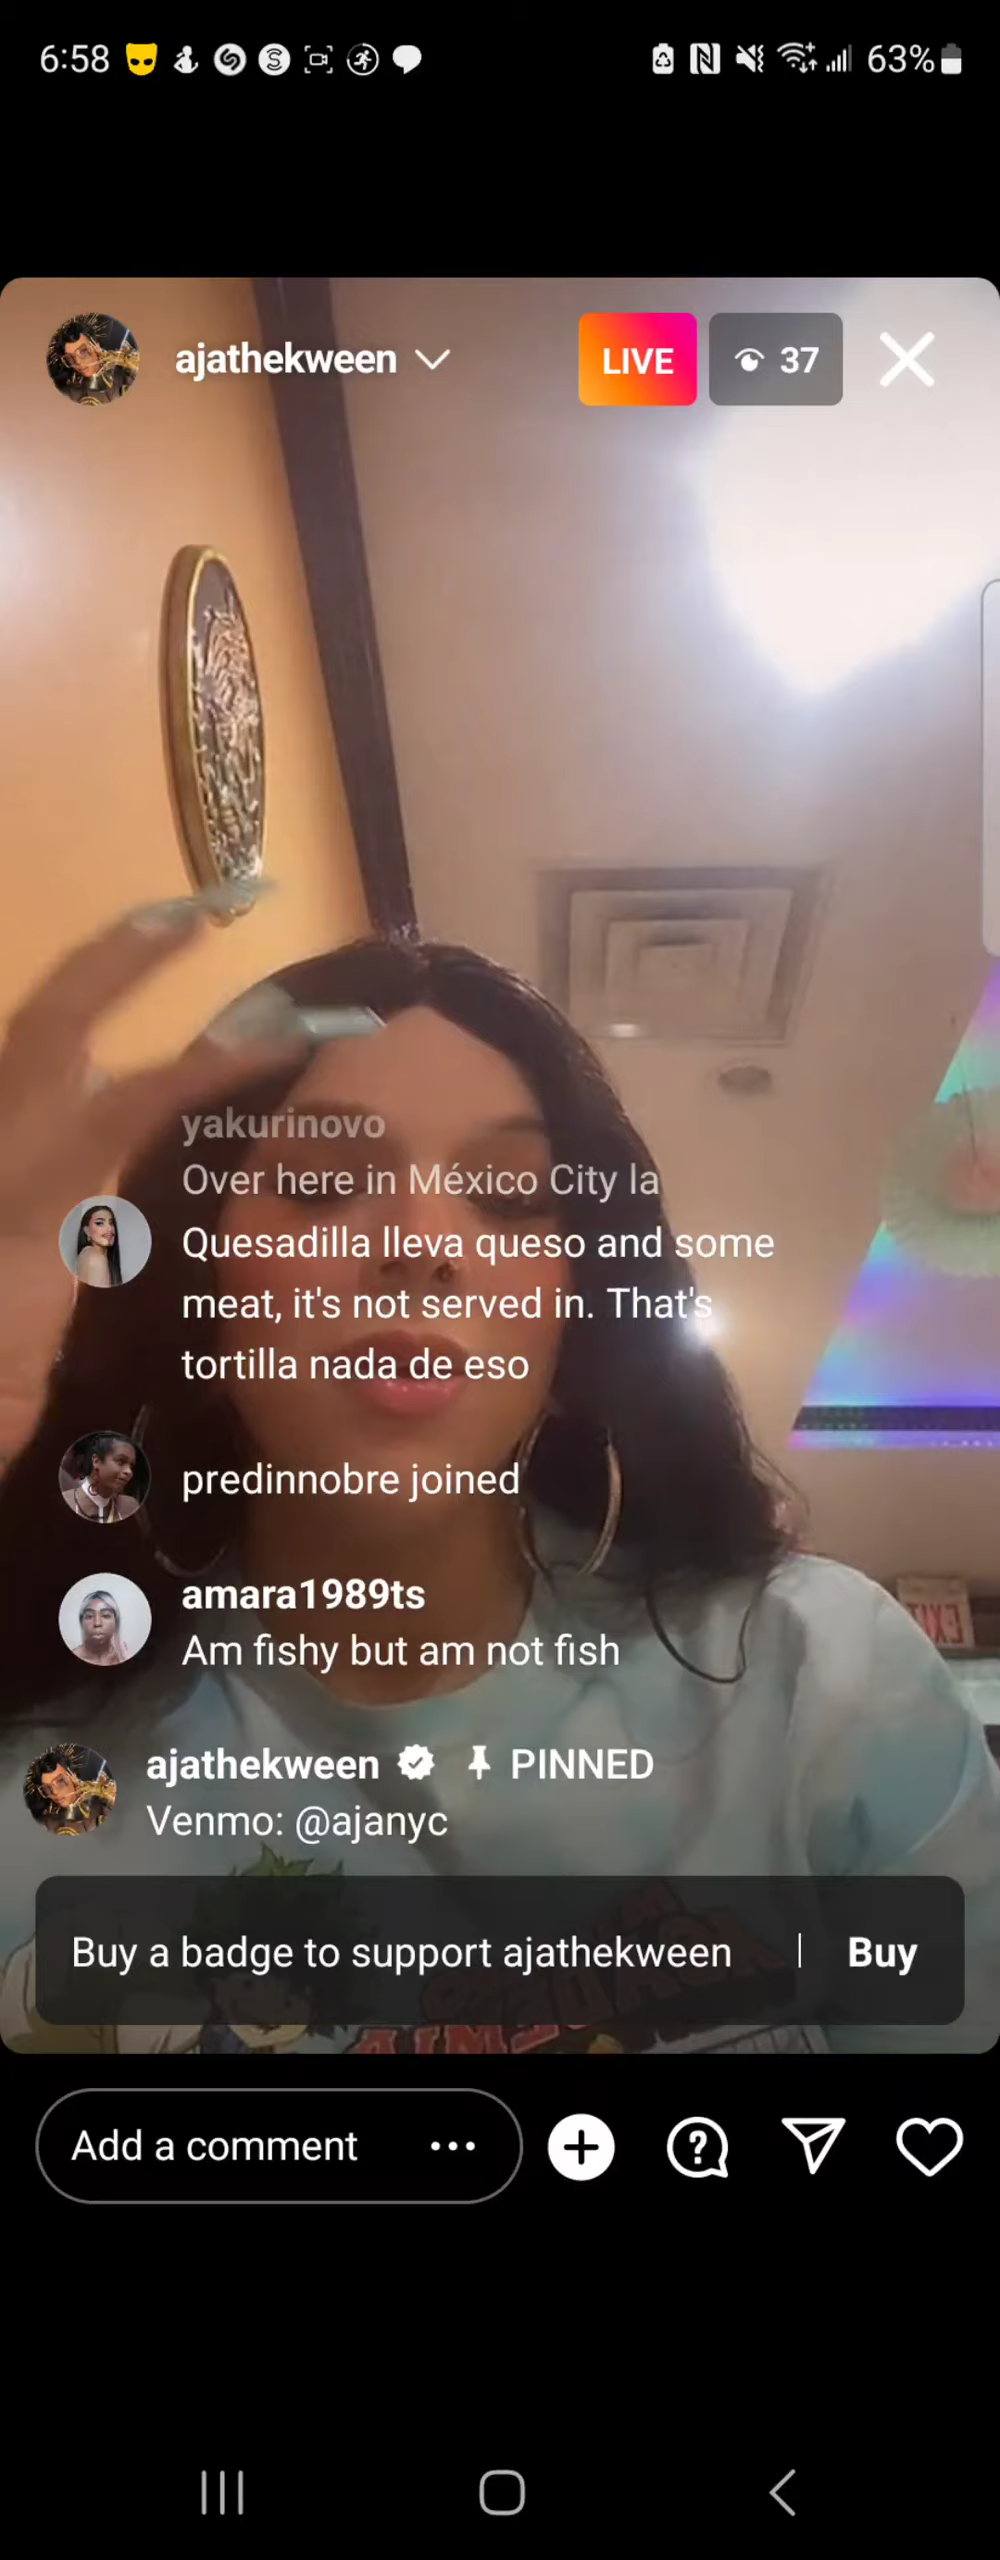 6:58
63%
ajathekween
LIVE
37
yakurinovo
Over here in México City la
Quesadilla lleva queso and some
meat, it's not served in. That's
tortilla nada de eso
predinnobre joined
amara1989ts
Am fishy but am not fish
ajathekween PINNED
Venmo: @ajanyc
Buy a badge to support ajathekween | Buy
Add a comment
EXIT